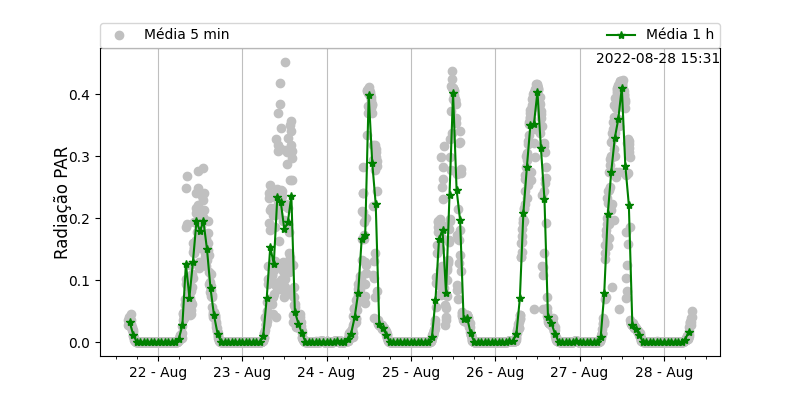 Média 5 min
Média 1 h
2022-08-28 15:31
Radiação PAR
0.4
0.3
0.2
0.1
0.0
22 - Aug
23 - Aug
24 - Aug
25 - Aug
26 - Aug
27 - Aug
28 - Aug